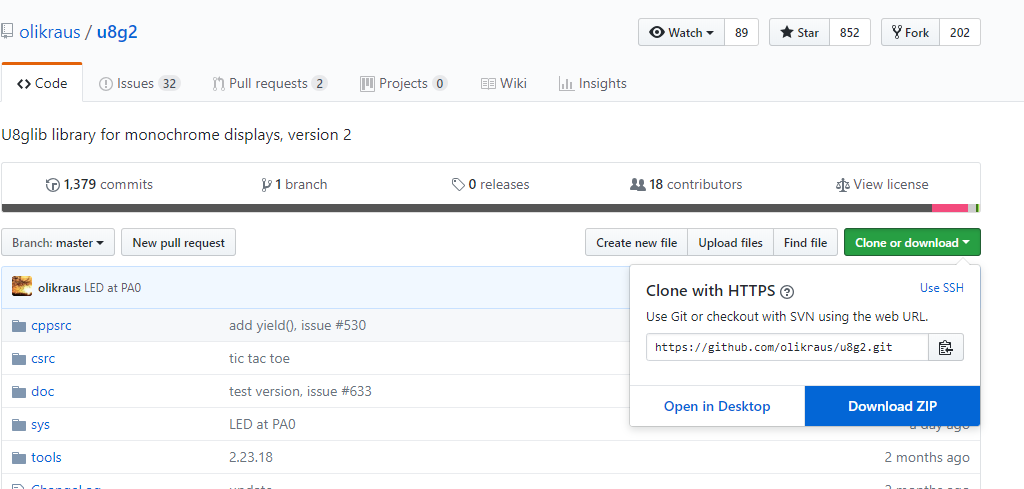 olikraus / u8g2
Watch 89 Star 852 Fork 202
Code Issues 32 Pull requests 2 Projects 0 Wiki Insights
U8glib library for monochrome displays, version 2
1,379 commits 1 branch 0 releases 18 contributors View license
Branch: master New pull request Create new file Upload files Find file Clone or download
olikraus LED at PA0
Clone with HTTPS ? Use SSH
Use Git or checkout with SVN using the web URL.
https://github.com/olikraus/u8g2.git
Open in Desktop Download ZIP
cppsrc add yield(), issue #530
csrc tic tac toe
doc test version, issue #633
sys LED at PA0 a day ago
tools 2.23.18 2 months ago
ChangeLog update 2 months ago